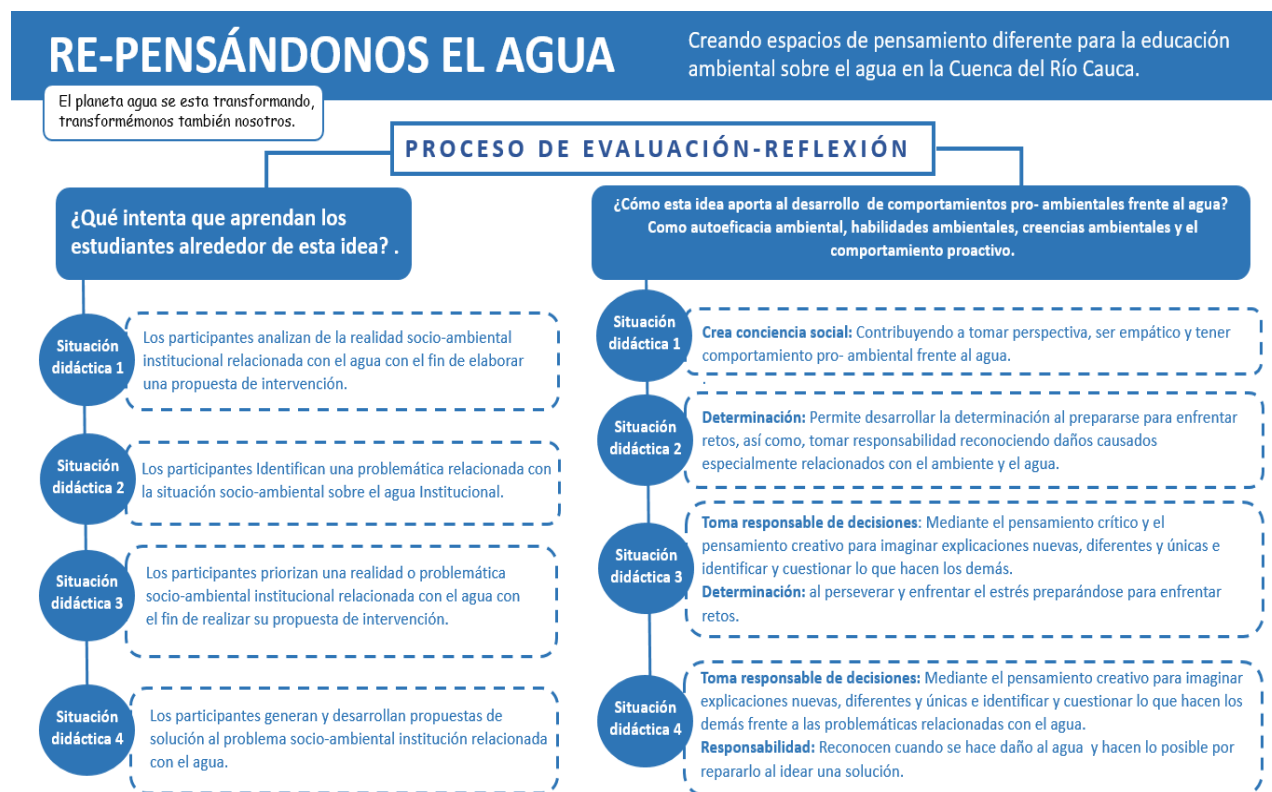 RE-PENSÁNDONOS EL AGUA
Creando espacios de pensamiento diferente para la educación
ambiental sobre el agua en la Cuenca del Río Cauca.
El planeta agua se esta transformando,
transformémonos también nosotros.
PROCESO DE EVALUACIÓN-REFLEXIÓN
¿Qué intenta que aprendan los
estudiantes alrededor de esta idea? .
Situación
didáctica 1
Los participantes analizan de la realidad socio-ambiental
institucional relacionada con el agua con el fin de elaborar
una propuesta de intervención.
Situación
didáctica 2
Los participantes Identifican una problemática relacionada con
la situación socio-ambiental sobre el agua Institucional.
Situación
didáctica 3
Los participantes priorizan una realidad o problemática
socio-ambiental institucional relacionada con el agua con
el fin de realizar su propuesta de intervención.
Situación
didáctica 4
Los participantes generan y desarrollan propuestas de
solución al problema socio-ambiental institución relacionada
con el agua.
¿Cómo esta idea aporta al desarrollo de comportamientos pro- ambientales frente al agua?
Como autoeficacia ambiental, habilidades ambientales, creencias ambientales y el
comportamiento proactivo.
Situación
didáctica 1
Crea conciencia social: Contribuyendo a tomar perspectiva, ser empático y tener
comportamiento pro- ambiental frente al agua.
.
Situación
didáctica 2
Determinación: Permite desarrollar la determinación al prepararse para enfrentar
retos, así como, tomar responsabilidad reconociendo daños causados
especialmente relacionados con el ambiente y el agua.
Situación
didáctica 3
Toma responsable de decisiones: Mediante el pensamiento crítico y el
pensamiento creativo para imaginar explicaciones nuevas, diferentes y únicas e
identificar y cuestionar lo que hacen los demás.
Determinación: al perseverar y enfrentar el estrés preparándose para enfrentar
retos.
Situación
didáctica 4
Toma responsable de decisiones: Mediante el pensamiento creativo para imaginar
explicaciones nuevas, diferentes y únicas e identificar y cuestionar lo que hacen los
demás frente a las problemáticas relacionadas con el agua.
Responsabilidad: Reconocen cuando se hace daño al agua y hacen lo posible por
repararlo al idear una solución.